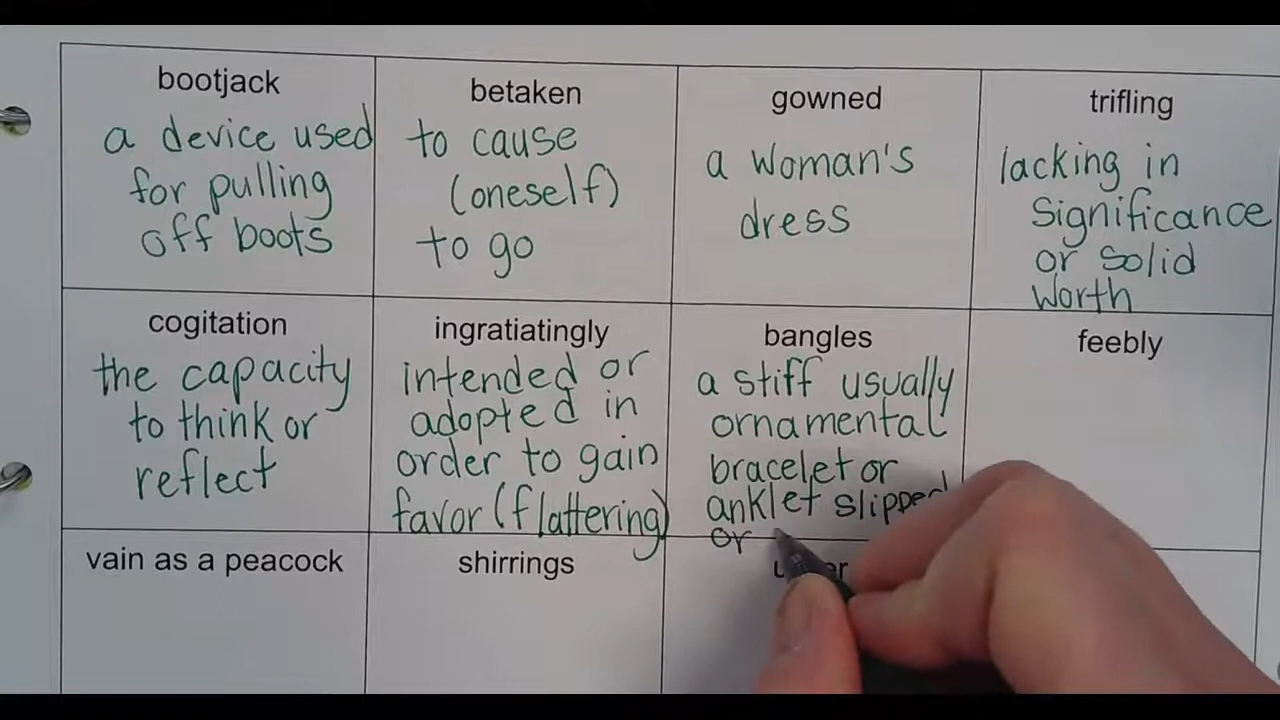 bootjack
a device used
for pulling
off boots
betaken
to cause
(oneself)
to go
gowned
a woman's
dress
trifling
lacking in
significance
or solid
worth
cogitation
the capacity
to think or
reflect
ingratiatingly
intended or
adopted in
order to gain
favor (flattering)
bangles
a stiff usually
ornamental
bracelet or
anklet slipped
or
feebly
vain as a peacock
shirrings